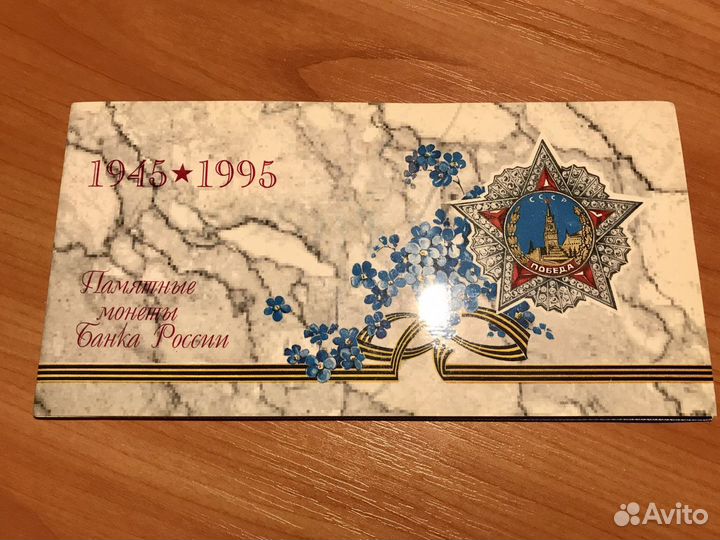 1945★1995
Памятные
монеты
Банка России
СССР
ПОБЕДА
Avito